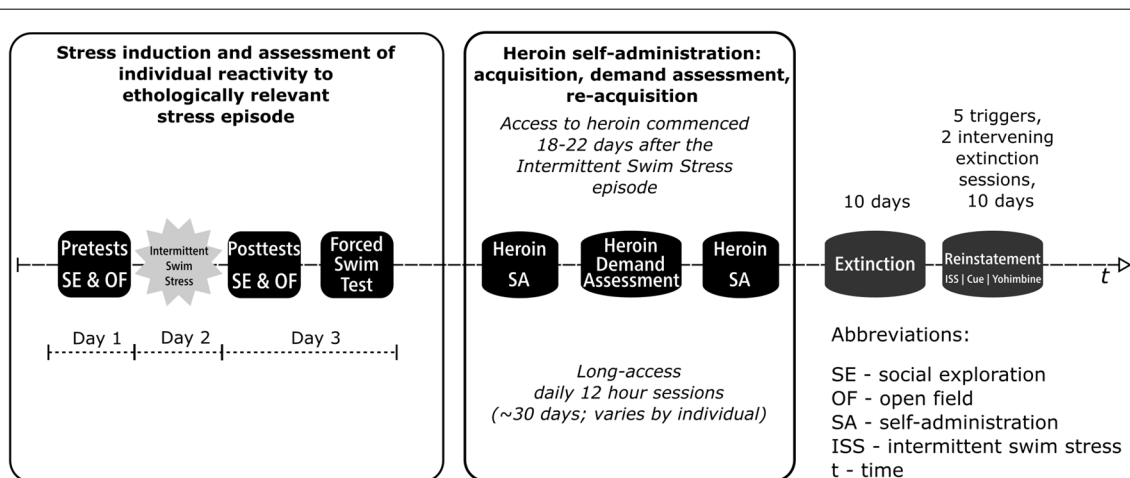 Stress induction and assessment of
individual reactivity to
ethologically relevant
stress episode
Pretests
SE & OF
Intermittent
Swim
Stress
Posttests
SE & OF
Forced
Swim
Test
Day 1
Day 2
Day 3
Heroin self-administration:
acquisition, demand assessment,
re-acquisition
Access to heroin commenced
18-22 days after the
Intermittent Swim Stress
episode
Heroin
SA
Heroin
Demand
Assessment
Heroin
SA
Long-access
daily 12 hour sessions
(~30 days; varies by individual)
10 days
Extinction
5 triggers,
2 intervening
extinction
sessions,
10 days
Reinstatement
ISS | Cue | Yohimbine
t
Abbreviations:
SE - social exploration
OF - open field
SA - self-administration
ISS - intermittent swim stress
t - time